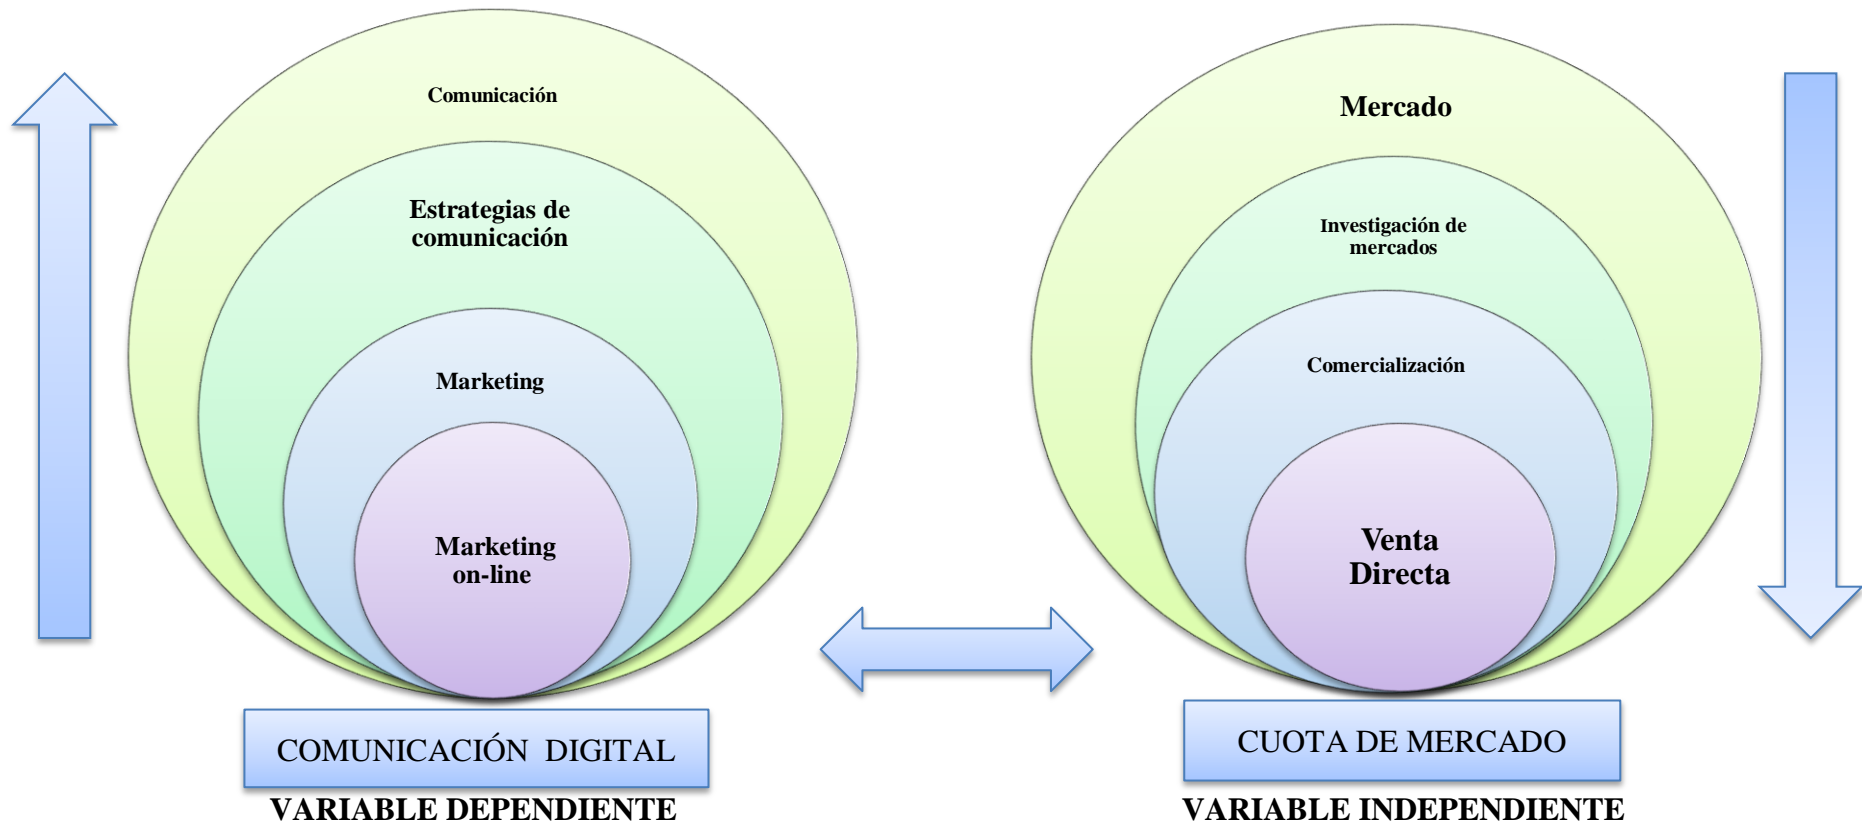 Comunicación
Estrategias de
comunicación
Marketing
Marketing
on-line
COMUNICACIÓN DIGITAL
VARIABLE DEPENDIENTE
Mercado
Investigación de
mercados
Comercialización
Venta
Directa
CUOTA DE MERCADO
VARIABLE INDEPENDIENTE